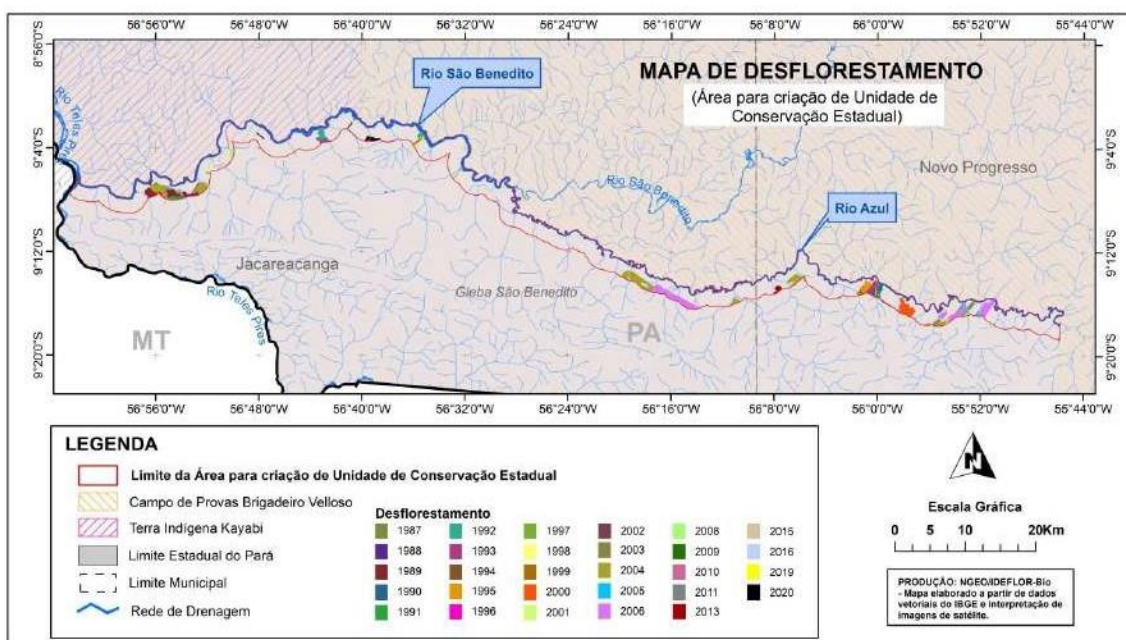 56°56'0"W 56°48'0"W 56°40'0"W 56°32'0"W 56°24'0"W 56°16'0"W 56°8'0"W 56°0'0"W 55°52'0"W 55°44'0"W
8°56'0"S
9°4'0"S
9°12'0"S
9°20'0"S
MAPA DE DESFLORESTAMENTO
(Área para criação de Unidade de
Conservação Estadual)
Rio São Benedito
Rio Teles Pires
9°4'0"S
Novo Progresso
Rio São Benedito
Rio Azul
9°12'0"S
Jacareacanga
Gleba São Benedito
Rio Teles Pires
MT
PA
9°20'0"S
56°56'0"W 56°48'0"W 56°40'0"W 56°32'0"W 56°24'0"W 56°16'0"W 56°8'0"W 56°0'0"W 55°52'0"W 55°44'0"W
LEGENDA
Limite da Área para criação de Unidade de Conservação Estadual
Campo de Provas Brigadeiro Velloso
Terra Indígena Kayabi
Limite Estadual do Pará
Limite Municipal
Rede de Drenagem
Desflorestamento
1987 1992 1997 2002 2008 2015
1988 1993 1998 2003 2009 2016
1989 1994 1999 2004 2010 2019
1990 1995 2000 2005 2011 2020
1991 1996 2001 2006 2013
N
Escala Gráfica
0 5 10 20Km
PRODUÇÃO: NGEO/IDEFLOR-Bio
- Mapa elaborado a partir de dados
vetoriais do IBGE e interpretação de
imagens de satélite.